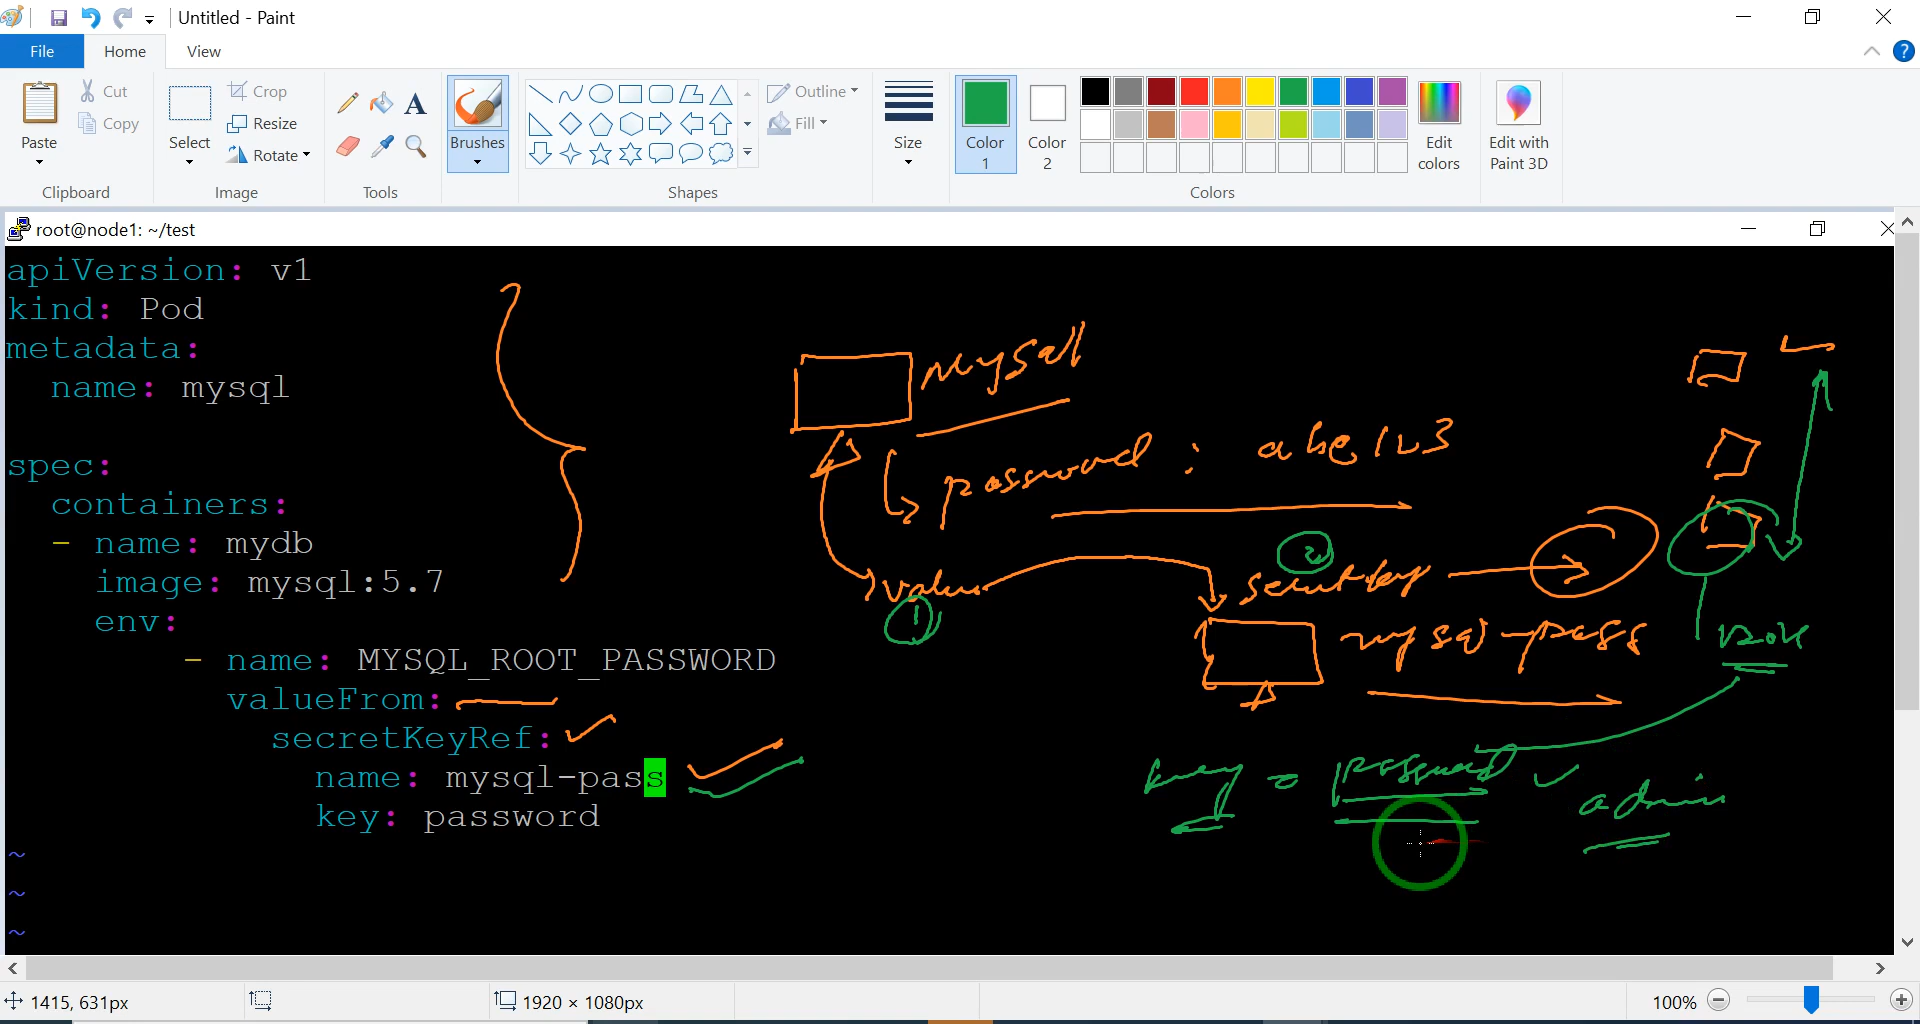 Untitled - Paint
File Home View
Paste
Cut
Copy
Clipboard
Select
Crop
Resize
Rotate
Image
Tools
Brushes
Shapes
Outline
Fill
Size
Color 1
Color 2
Colors
Edit colors
Edit with Paint 3D
root@node1: ~/test
apiVersion: v1
kind: Pod
metadata:
name: mysql
spec:
containers:
- name: mydb
image: mysql:5.7
env:
- name: MYSQL_ROOT_PASSWORD
valueFrom:
secretKeyRef:
name: mysql-pass
key: password
~
~
~
mysql
password :
value
1
2
secretkey
mysql-pass
key = password
admin
1415, 631px
1920 × 1080px
100%